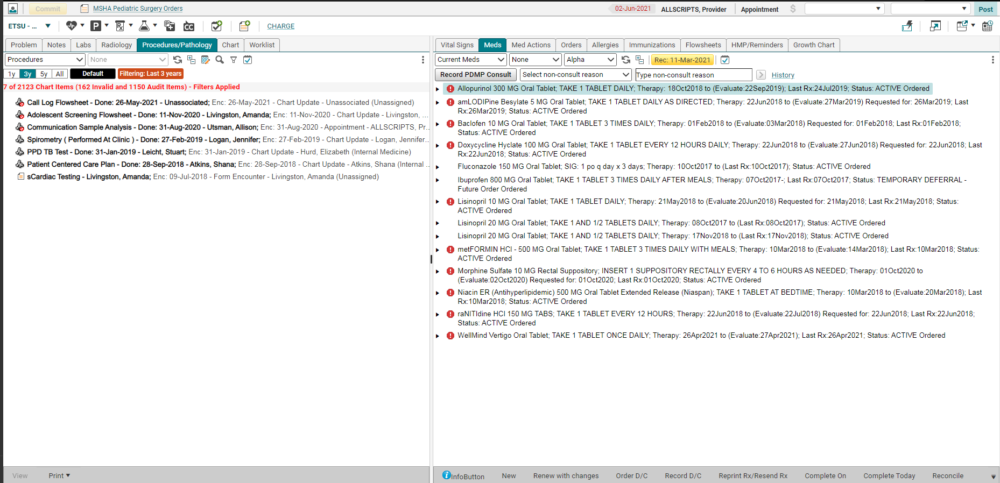 Commit
MSHA Pediatric Surgery Orders
02-Jun-2021
ALLSCRIPTS, Provider
Appointment
$
Post
ETSU - ...
P
Rx
P
CC
CHARGE
Problem Notes Labs Radiology Procedures/Pathology Chart Worklist
Procedures
None
1y 3y 5y All Default Filtering: Last 3 years
7 of 2123 Chart Items (162 Invalid and 1150 Audit Items) - Filters Applied
Call Log Flowsheet - Done: 26-May-2021 - Unassociated; Enc: 26-May-2021 - Chart Update - Unassociated (Unassigned)
Adolescent Screening Flowsheet - Done: 11-Nov-2020 - Livingston, Amanda; Enc: 11-Nov-2020 - Chart Update - Livingston, ...
Communication Sample Analysis - Done: 31-Aug-2020 - Utsman, Allison; Enc: 31-Aug-2020 - Appointment - ALLSCRIPTS, Pr...
Spirometry ( Performed At Clinic ) - Done: 27-Feb-2019 - Logan, Jennifer; Enc: 27-Feb-2019 - Chart Update - Logan, Jennifer...
PPD TB Test - Done: 31-Jan-2019 - Leicht, Stuart; Enc: 31-Jan-2019 - Chart Update - Hurd, Elizabeth (Internal Medicine)
Patient Centered Care Plan - Done: 28-Sep-2018 - Atkins, Shana; Enc: 28-Sep-2018 - Chart Update - Atkins, Shana (Internal ...
sCardiac Testing - Livingston, Amanda; Enc: 09-Jul-2018 - Form Encounter - Livingston, Amanda (Unassigned)
View Print
Vital Signs Meds Med Actions Orders Allergies Immunizations Flowsheets HMP/Reminders Growth Chart
Current Meds None Alpha Rec: 11-Mar-2021
Record PDMP Consult Select non-consult reason Type non-consult reason History
Allopurinol 300 MG Oral Tablet; TAKE 1 TABLET DAILY; Therapy: 18Oct2018 to (Evaluate:22Sep2019); Last Rx:24Jul2019; Status: ACTIVE Ordered
amLODIPine Besylate 5 MG Oral Tablet; TAKE 1 TABLET DAILY AS DIRECTED; Therapy: 22Jun2018 to (Evaluate:27Mar2019) Requested for: 26Mar2019; Last
Rx:26Mar2019; Status: ACTIVE Ordered
Baclofen 10 MG Oral Tablet; TAKE 1 TABLET 3 TIMES DAILY; Therapy: 01Feb2018 to (Evaluate:03Mar2018) Requested for: 01Feb2018; Last Rx:01Feb2018;
Status: ACTIVE Ordered
Doxycycline Hyclate 100 MG Oral Tablet; TAKE 1 TABLET EVERY 12 HOURS DAILY; Therapy: 22Jun2018 to (Evaluate:27Jun2018) Requested for: 22Jun2018; Last
Rx:22Jun2018; Status: ACTIVE Ordered
Fluconazole 150 MG Oral Tablet; SIG: 1 po q day x 3 days; Therapy: 10Oct2017 to (Last Rx:10Oct2017); Status: ACTIVE Ordered
Ibuprofen 800 MG Oral Tablet; TAKE 1 TABLET 3 TIMES DAILY AFTER MEALS; Therapy: 07Oct2017-; Last Rx:07Oct2017; Status: TEMPORARY DEFERRAL -
Future Order Ordered
Lisinopril 10 MG Oral Tablet; TAKE 1 TABLET DAILY; Therapy: 21May2018 to (Evaluate:20Jun2018) Requested for: 21May2018; Last Rx:21May2018; Status:
ACTIVE Ordered
Lisinopril 20 MG Oral Tablet; TAKE 1 AND 1/2 TABLETS DAILY; Therapy: 08Oct2017 to (Last Rx:08Oct2017); Status: ACTIVE Ordered
Lisinopril 20 MG Oral Tablet; TAKE 1 AND 1/2 TABLETS DAILY; Therapy: 17Nov2018 to (Last Rx:17Nov2018); Status: ACTIVE Ordered
metFORMIN HCl - 500 MG Oral Tablet; TAKE 1 TABLET 3 TIMES DAILY WITH MEALS; Therapy: 10Mar2018 to (Evaluate:14Mar2018); Last Rx:10Mar2018; Status:
ACTIVE Ordered
Morphine Sulfate 10 MG Rectal Suppository; INSERT 1 SUPPOSITORY RECTALLY EVERY 4 TO 6 HOURS AS NEEDED; Therapy: 01Oct2020 to
(Evaluate:02Oct2020) Requested for: 01Oct2020; Last Rx:01Oct2020; Status: ACTIVE Ordered
Niacin ER (Antihyperlipidemic) 500 MG Oral Tablet Extended Release (Niaspan); TAKE 1 TABLET AT BEDTIME; Therapy: 10Mar2018 to (Evaluate:20Mar2018); Last
Rx:10Mar2018; Status: ACTIVE Ordered
raNITIdine HCl 150 MG TABS; TAKE 1 TABLET EVERY 12 HOURS; Therapy: 22Jun2018 to (Evaluate:22Jul2018) Requested for: 22Jun2018; Last Rx:22Jun2018;
Status: ACTIVE Ordered
WellMind Vertigo Oral Tablet; TAKE 1 TABLET ONCE DAILY; Therapy: 26Apr2021 to (Evaluate:27Apr2021); Last Rx:26Apr2021; Status: ACTIVE Ordered
InfoButton New Renew with changes Order D/C Record D/C Reprint Rx/Resend Rx Complete On Complete Today Reconcile